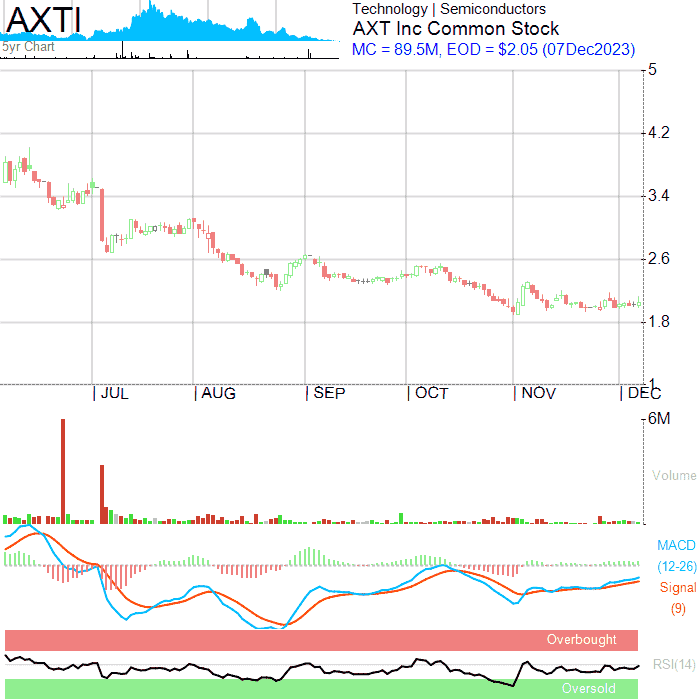 AXTI
5yr Chart
Technology | Semiconductors
AXT Inc Common Stock
MC = 89.5M, EOD = $2.05 (07Dec2023)
5
4.2
3.4
2.6
1.8
1
JUL AUG SEP OCT NOV DEC
6M
Volume
MACD
(12-26)
Signal
(9)
Overbought
RSI(14)
Oversold